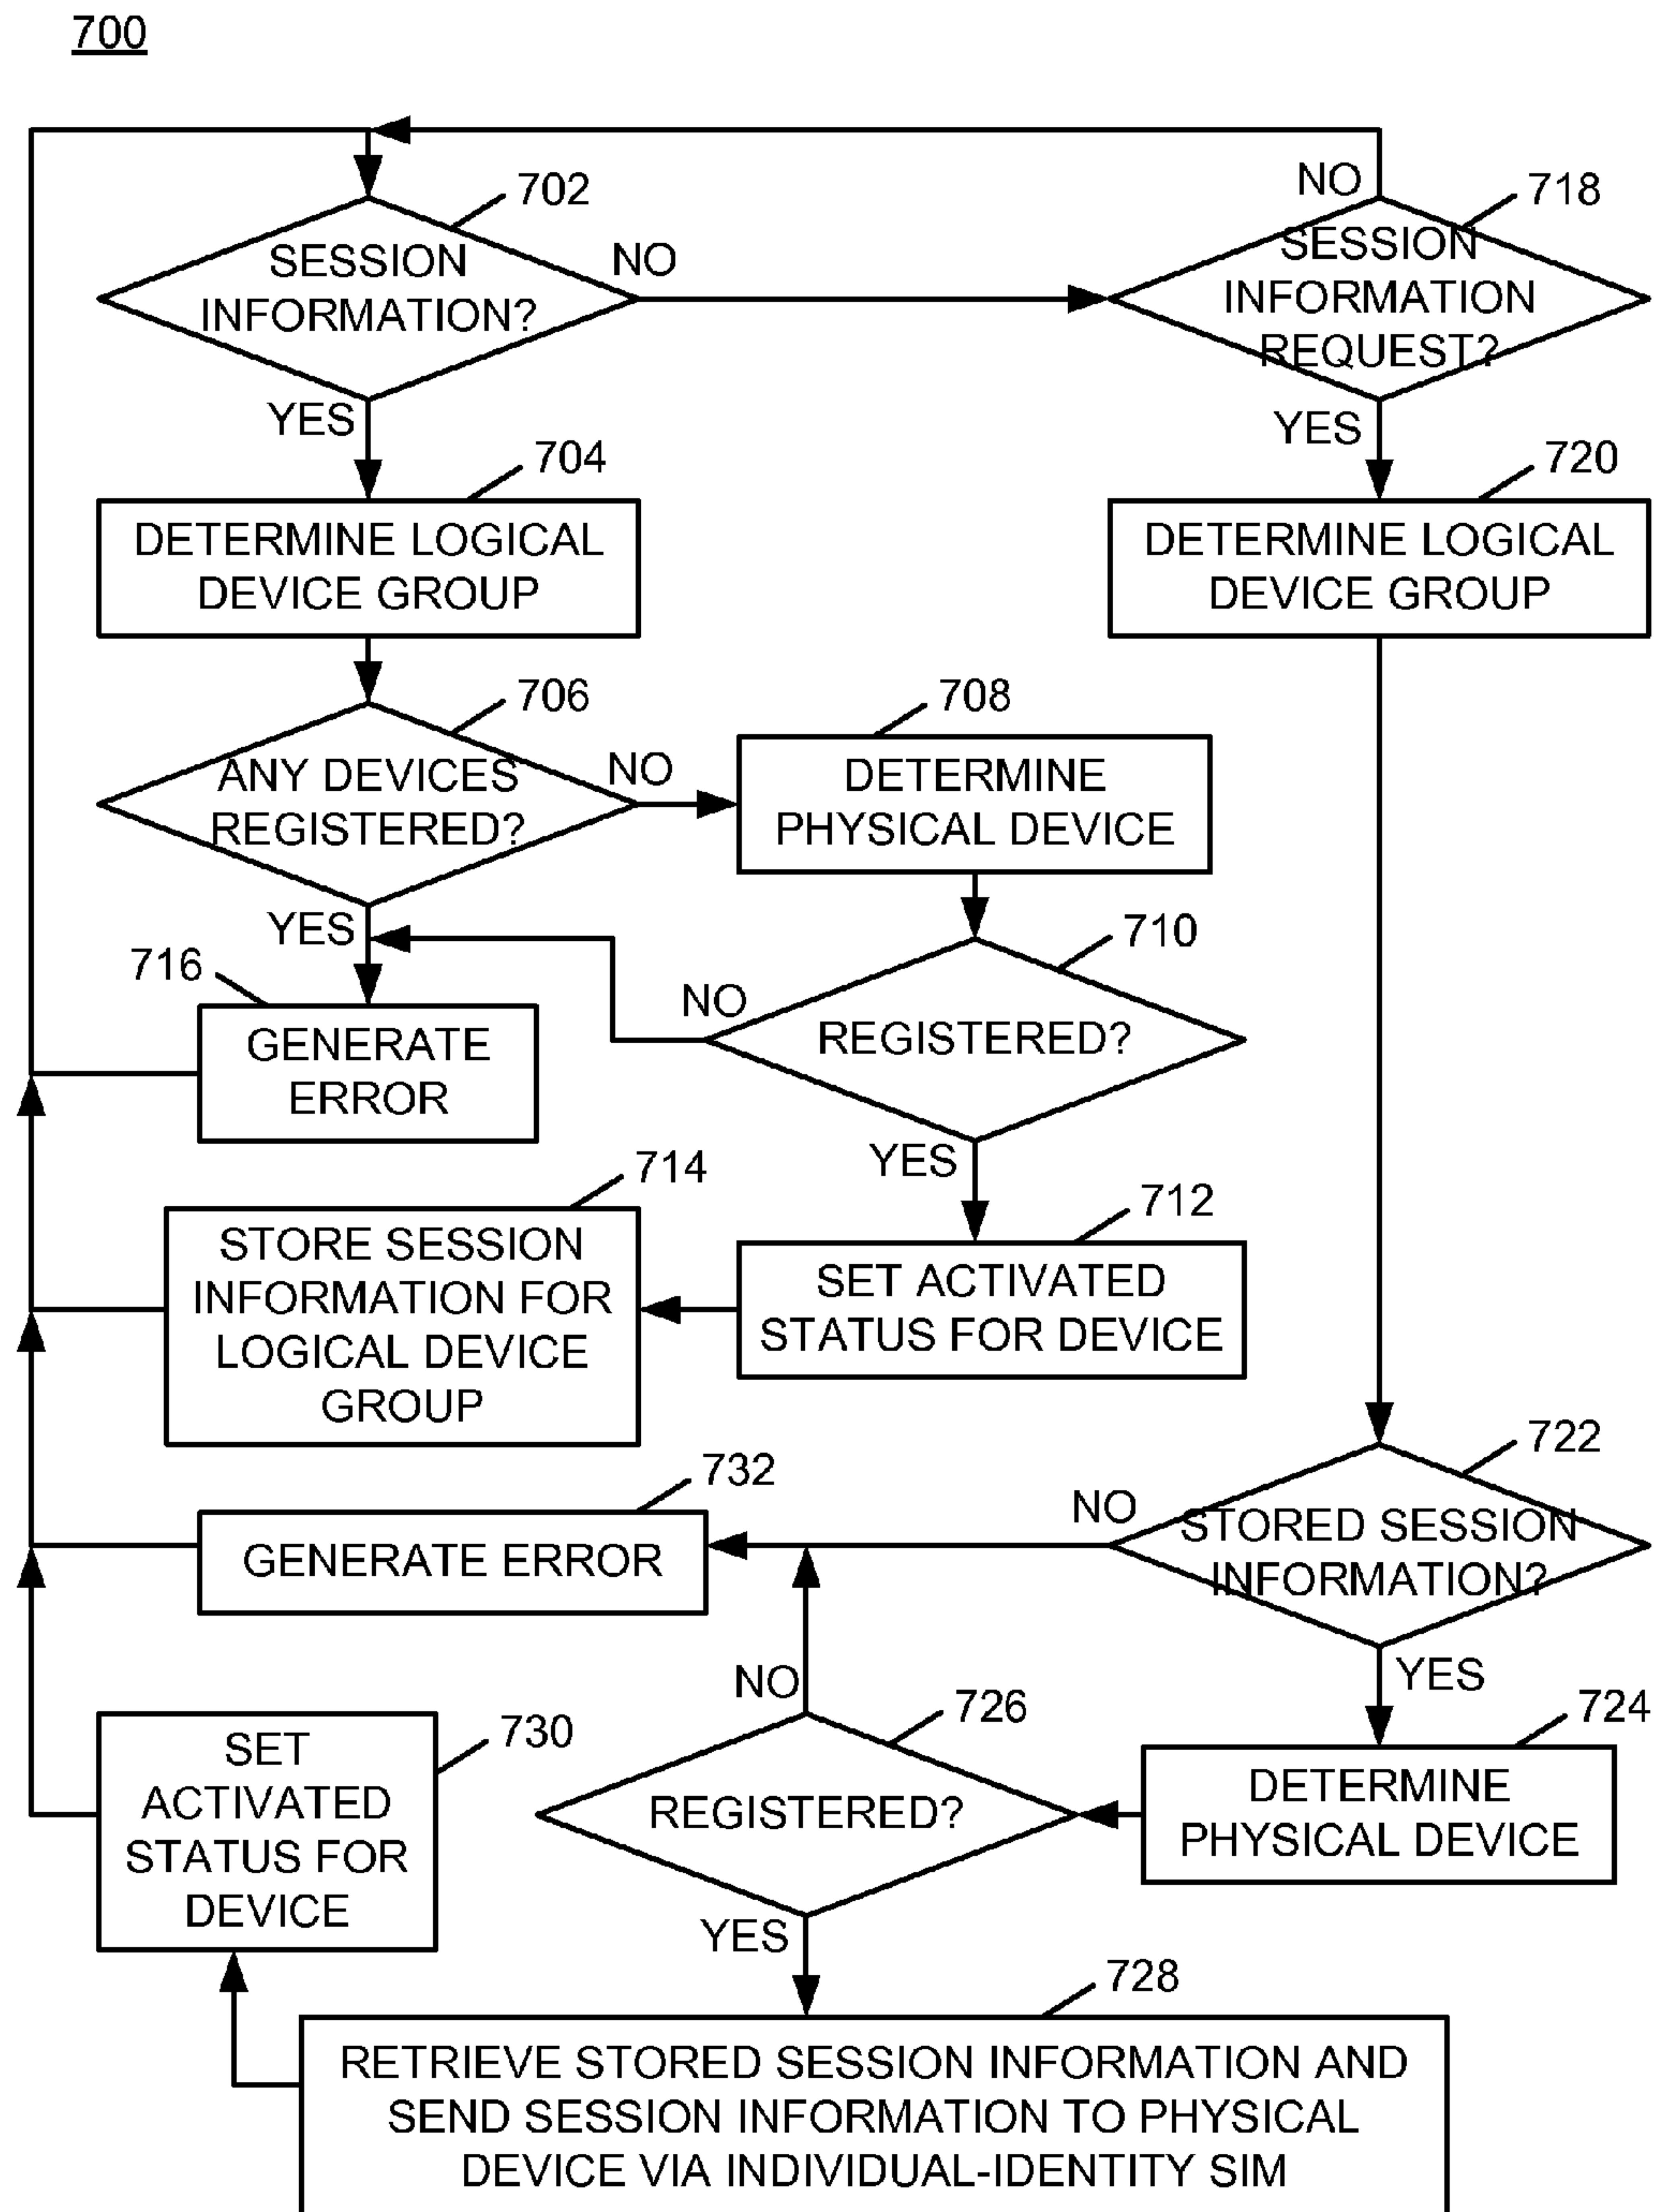 700
702
SESSION
INFORMATION?
NO
YES
NO
718
SESSION
INFORMATION
REQUEST?
YES
704
DETERMINE LOGICAL
DEVICE GROUP
720
DETERMINE LOGICAL
DEVICE GROUP
706
ANY DEVICES
REGISTERED?
NO
YES
708
DETERMINE
PHYSICAL DEVICE
710
NO
REGISTERED?
YES
716
GENERATE
ERROR
714
STORE SESSION
INFORMATION FOR
LOGICAL DEVICE
GROUP
712
SET ACTIVATED
STATUS FOR DEVICE
722
NO
STORED SESSION
INFORMATION?
YES
732
GENERATE ERROR
724
DETERMINE
PHYSICAL DEVICE
NO
726
REGISTERED?
YES
730
SET
ACTIVATED
STATUS FOR
DEVICE
728
RETRIEVE STORED SESSION INFORMATION AND
SEND SESSION INFORMATION TO PHYSICAL
DEVICE VIA INDIVIDUAL-IDENTITY SIM